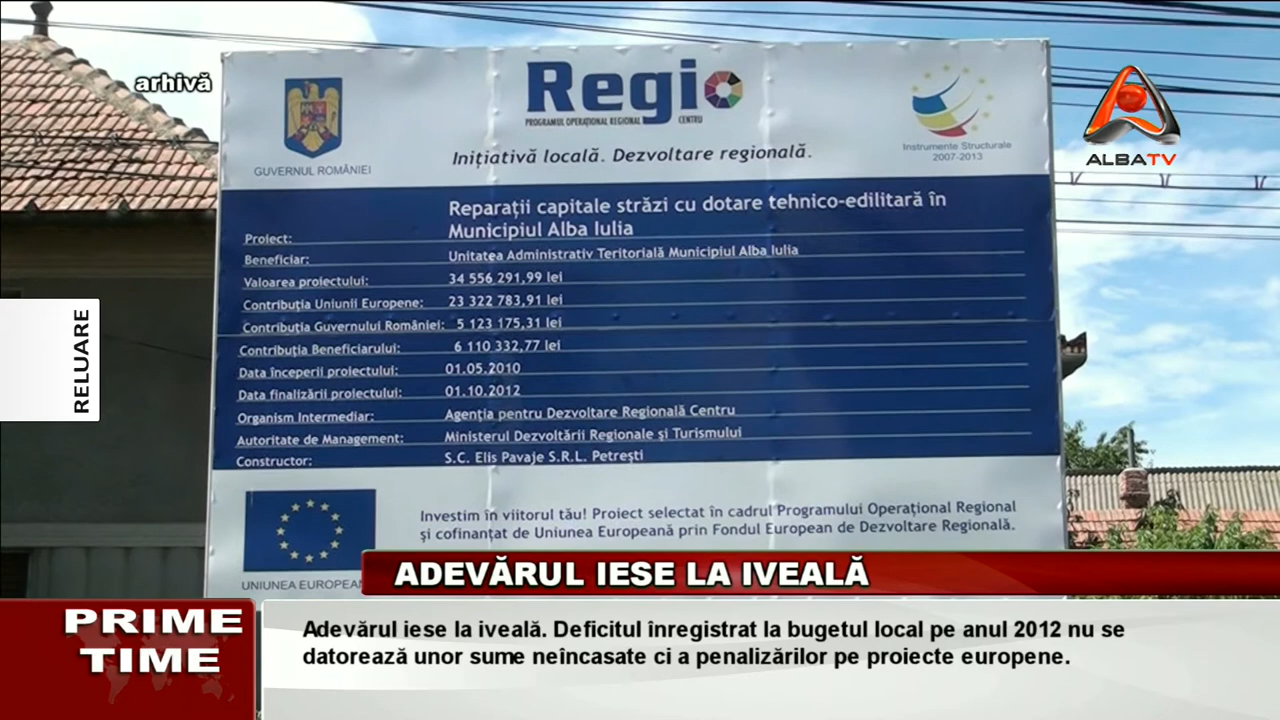 arhivă
GUVERNUL ROMÂNIEI
Regio
PROGRAMUL OPERAȚIONAL REGIONAL CENTRU
Inițiativă locală. Dezvoltare regională.
Instrumente Structurale
2007-2013
ALBATV
Proiect: Reparații capitale străzi cu dotare tehnico-edilitară în
Municipiul Alba Iulia
Beneficiar: Unitatea Administrativ Teritorială Municipiul Alba Iulia
Valoarea proiectului: 34 556 291,99 lei
Contribuția Uniunii Europene: 23 322 783,91 lei
Contribuția Guvernului României: 5 123 175,31 lei
Contribuția Beneficiarului: 6 110 332,77 lei
Data începerii proiectului: 01.05.2010
Data finalizării proiectului: 01.10.2012
Organism Intermediar: Agenția pentru Dezvoltare Regională Centru
Autoritate de Management: Ministerul Dezvoltării Regionale și Turismului
Constructor: S.C. Elis Pavaje S.R.L. Petrești
RELUARE
Investim în viitorul tău! Proiect selectat în cadrul Programului Operațional Regional
și cofinanțat de Uniunea Europeană prin Fondul European de Dezvoltare Regională.
UNIUNEA EUROPEAN
ADEVĂRUL IESE LA IVEALĂ
PRIME
TIME
Adevărul iese la iveală. Deficitul înregistrat la bugetul local pe anul 2012 nu se
datorează unor sume neîncasate ci a penalizărilor pe proiecte europene.